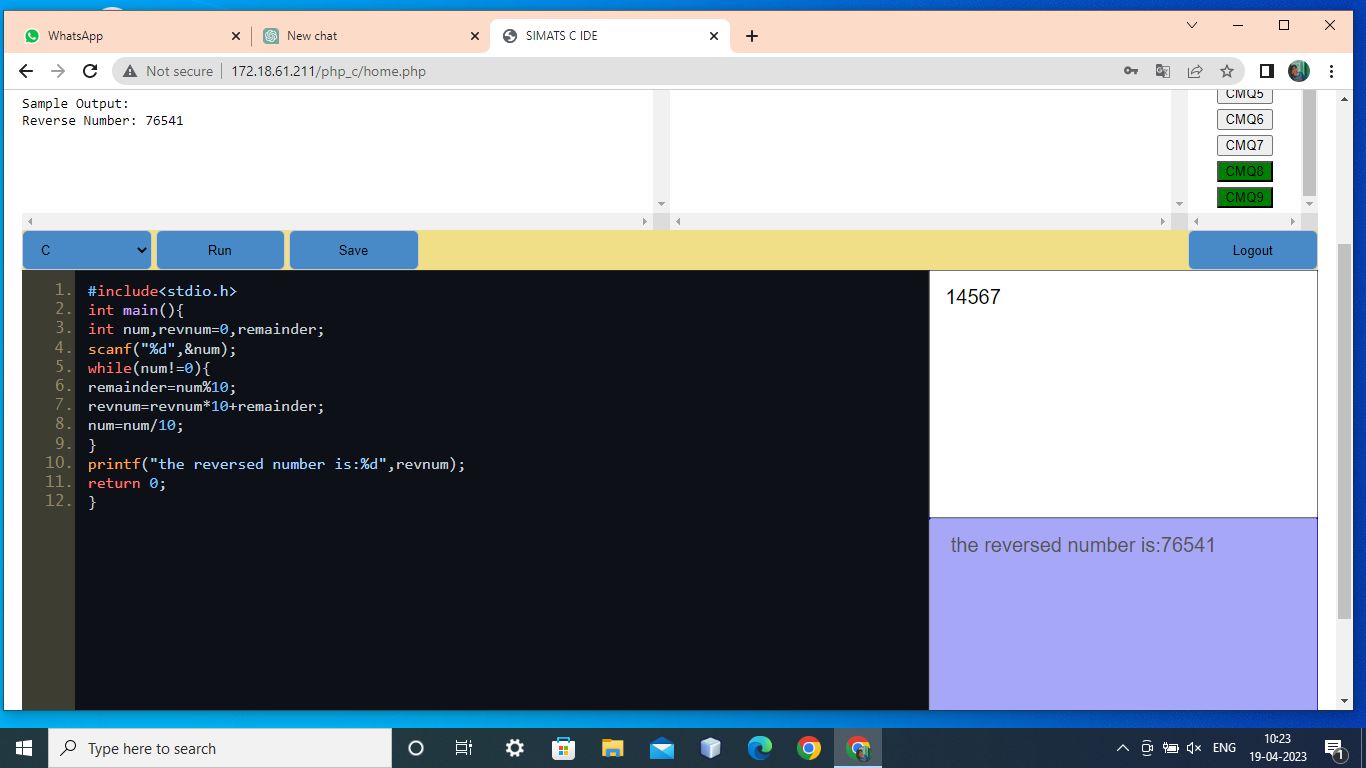 WhatsApp
New chat
SIMATS C IDE
Not secure
172.18.61.211/php_c/home.php
Sample Output:
Reverse Number: 76541
CMQ5
CMQ6
CMQ7
CMQ8
CMQ9
C
Run
Save
Logout
1. #include<stdio.h>
2. int main(){
3. int num,revnum=0,remainder;
4. scanf("%d",&num);
5. while(num!=0){
6. remainder=num%10;
7. revnum=revnum*10+remainder;
8. num=num/10;
9. }
10. printf("the reversed number is:%d",revnum);
11. return 0;
12. }
14567
the reversed number is:76541
Type here to search
ENG
10:23
19-04-2023
1